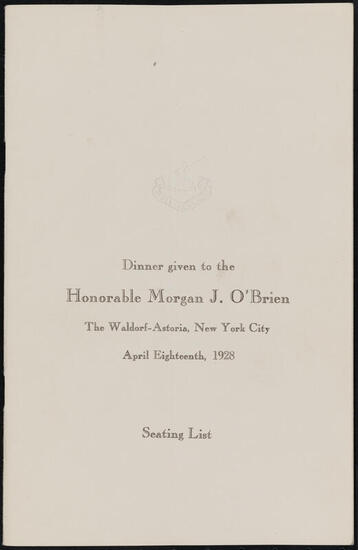 Dinner given to the
Honorable Morgan J. O'Brien
The Waldorf-Astoria, New York City
April Eighteenth, 1928
Seating List